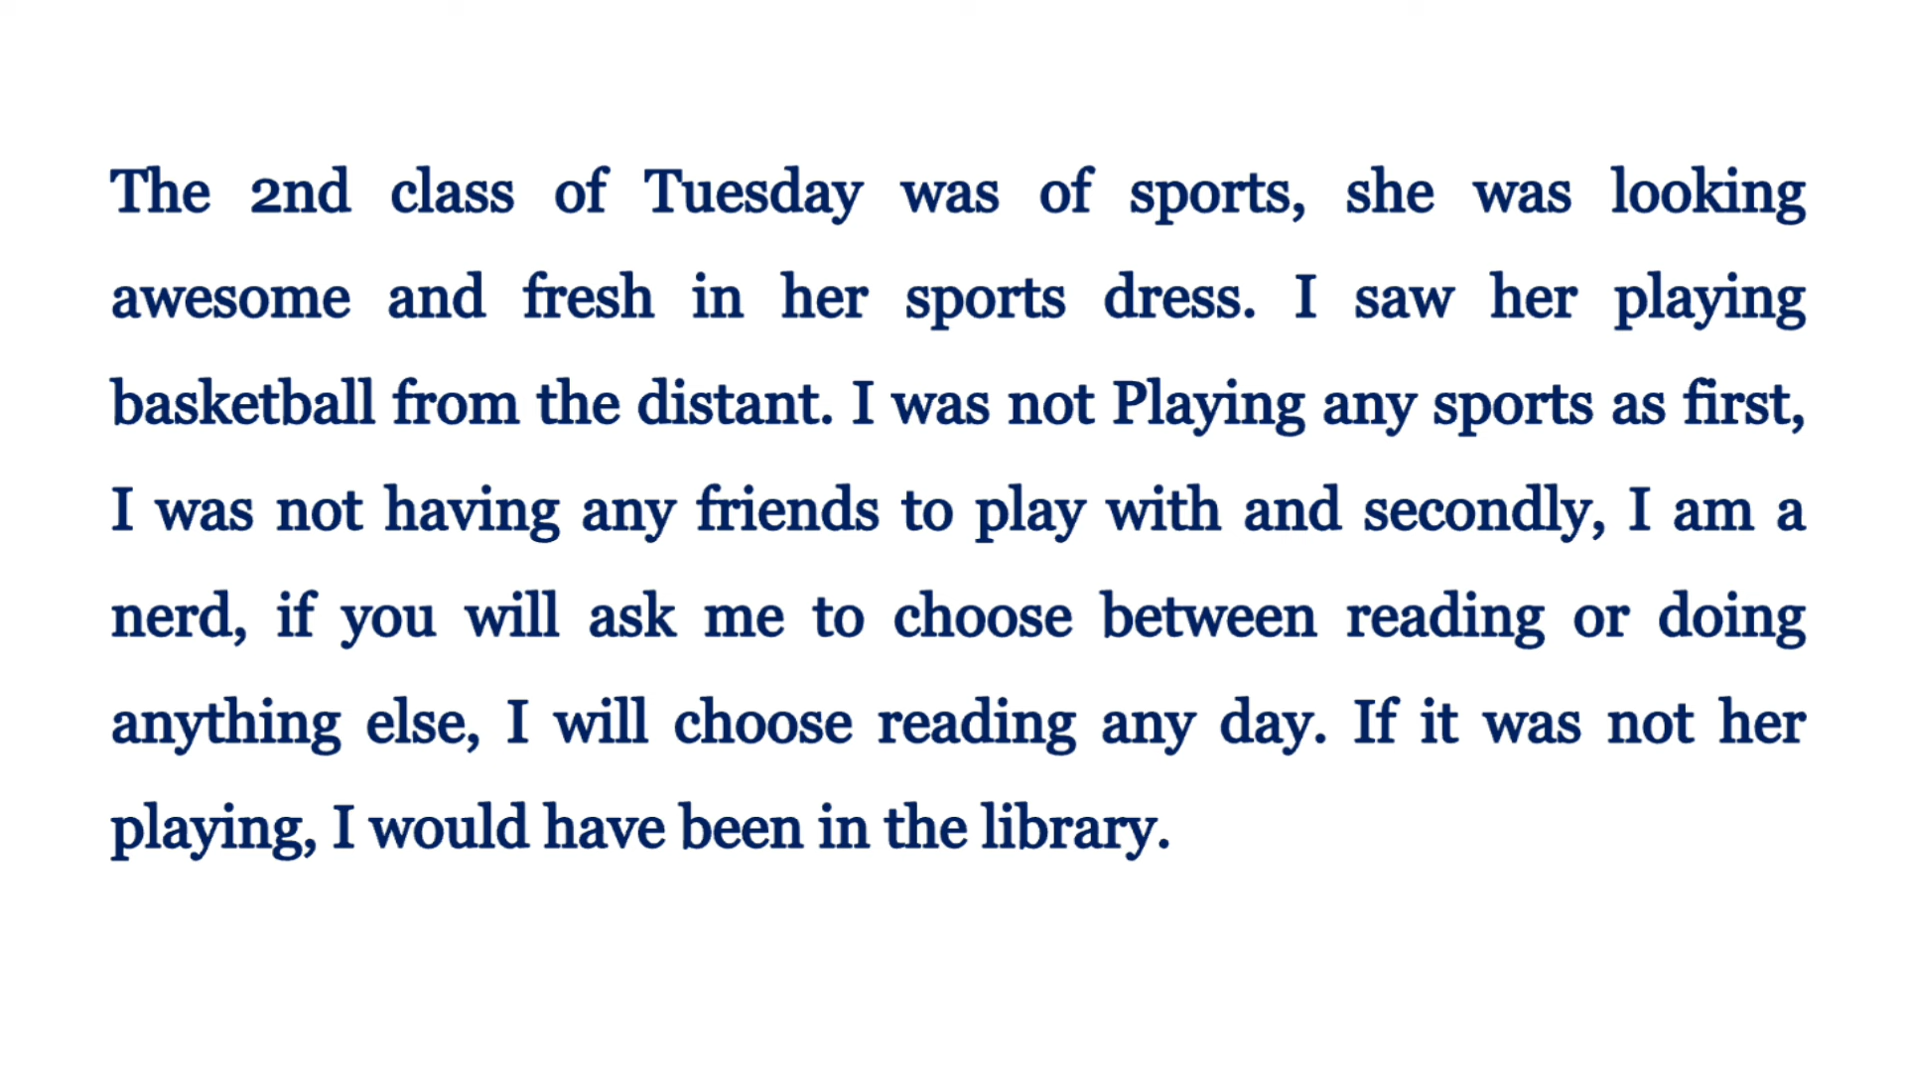 The 2nd class of Tuesday was of sports, she was looking
awesome and fresh in her sports dress. I saw her playing
basketball from the distant. I was not Playing any sports as first,
I was not having any friends to play with and secondly, I am a
nerd, if you will ask me to choose between reading or doing
anything else, I will choose reading any day. If it was not her
playing, I would have been in the library.